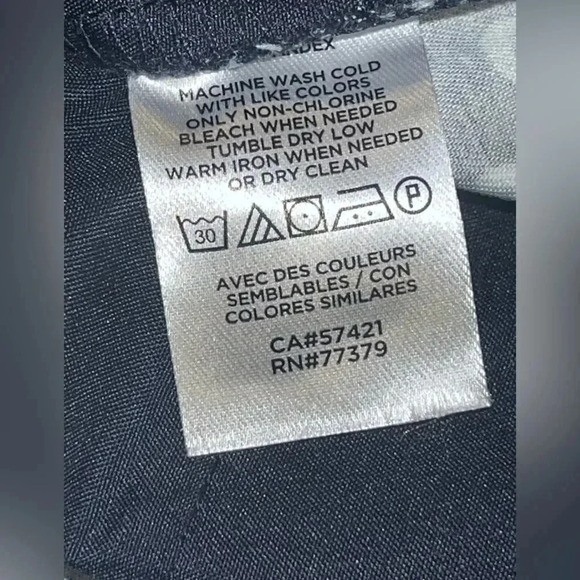 MACHINE WASH COLD
WITH LIKE COLORS
ONLY NON-CHLORINE
BLEACH WHEN NEEDED
TUMBLE DRY LOW
WARM IRON WHEN NEEDED
OR DRY CLEAN
30 P
AVEC DES COULEURS
SEMBLABLES / CON
COLORES SIMILARES
CA#57421
RN#77379